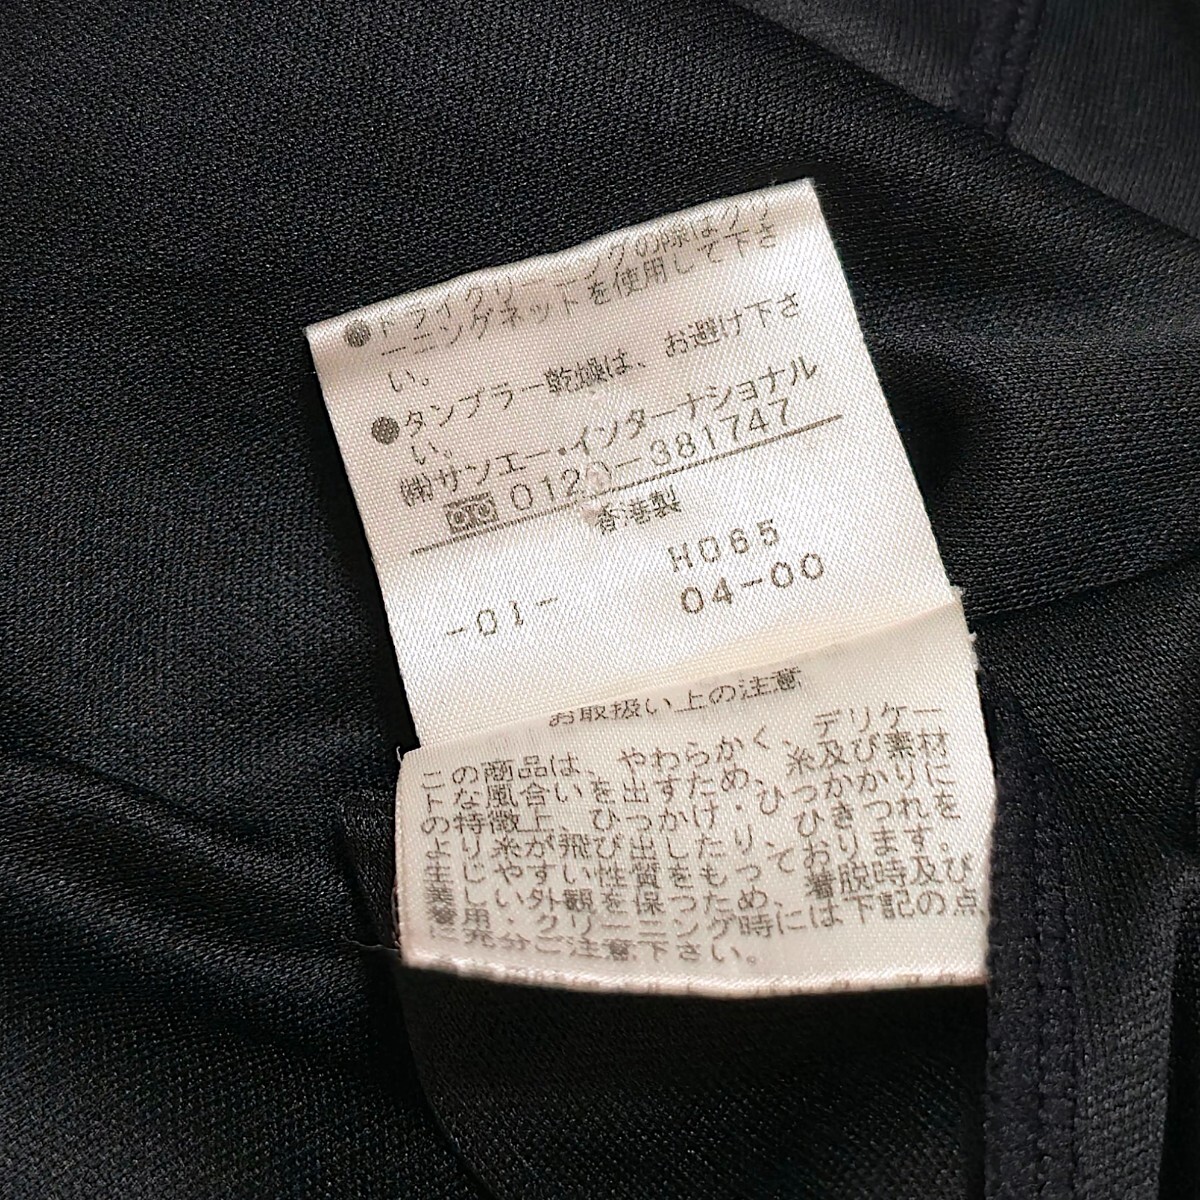 ●ドライクリーニングの際はクリ
ーニングネットを使用して下さ
い。
●タンブラー乾燥は、お避け下さ
い。
㈱サンエー・インターナショナル
0120-381747
香港製
H065
-01-
04-00
お取扱い上の注意
この商品は、やわらかく、デリケー
トな風合いを出すため、糸及び素材
の特徴上、ひっかけ・ひっかかりに
より糸が飛び出したり、ひきつれを
生じやすい性質をもっております。
美しい外観を保つため、着脱時及び
着用、クリーニング時には下記の点
に充分ご注意下さい。